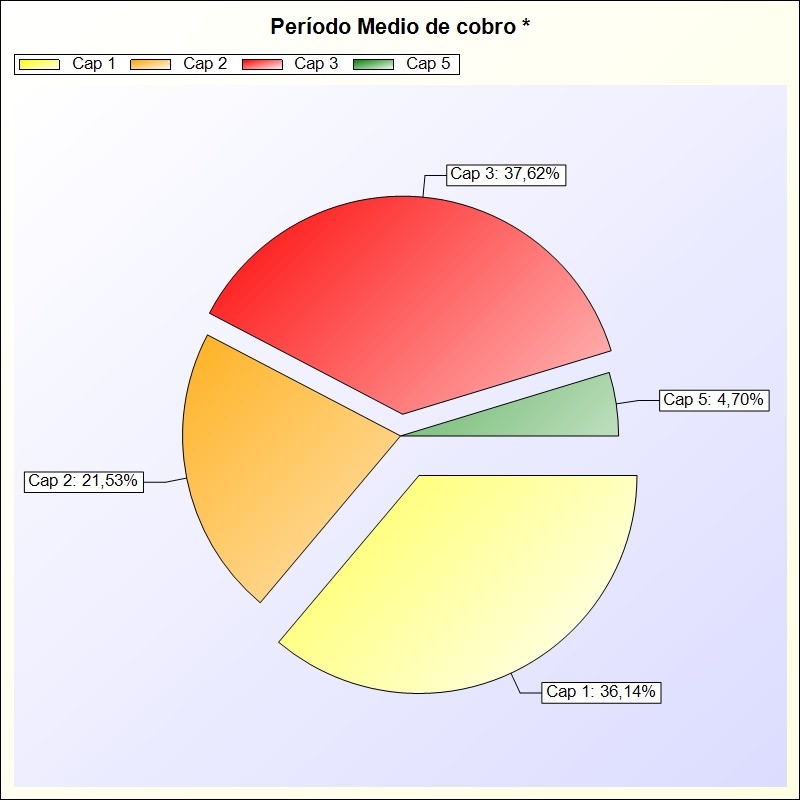 Período Medio de cobro *
Cap 1 Cap 2 Cap 3 Cap 5
Cap 3: 37,62%
Cap 5: 4,70%
Cap 2: 21,53%
Cap 1: 36,14%